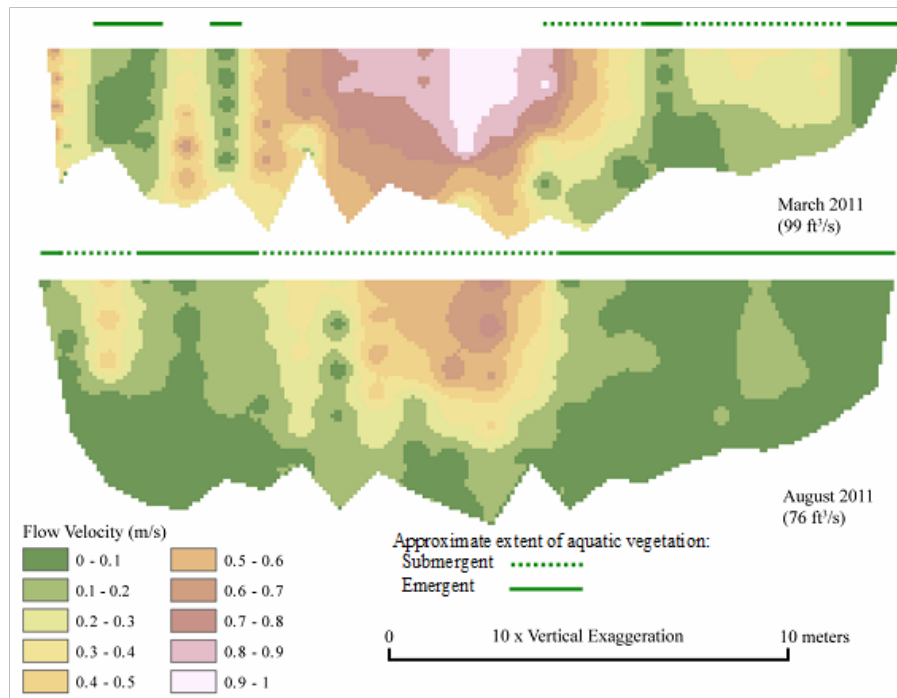 March 2011
(99 ft³/s)
August 2011
(76 ft³/s)
Flow Velocity (m/s)
0 - 0.1
0.1 - 0.2
0.2 - 0.3
0.3 - 0.4
0.4 - 0.5
0.5 - 0.6
0.6 - 0.7
0.7 - 0.8
0.8 - 0.9
0.9 - 1
Approximate extent of aquatic vegetation:
Submergent
Emergent
0 10 x Vertical Exaggeration 10 meters